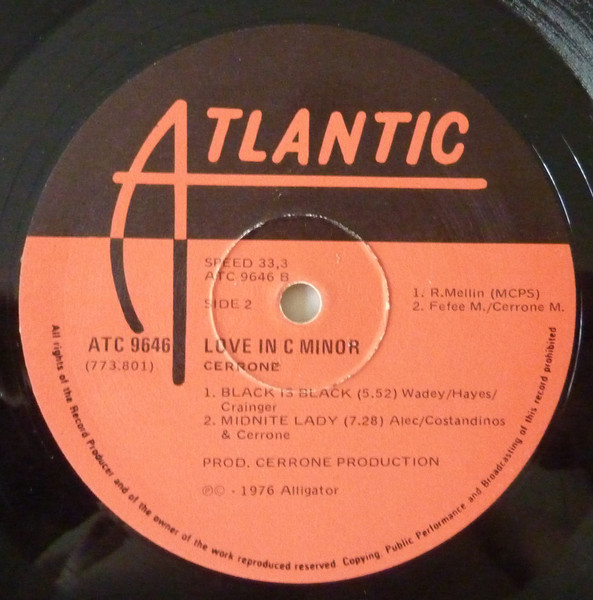 ATLANTIC
SPEED 33,3
ATC 9646 B
SIDE 2
1. R.Mellin (MCPS)
2. Fefee M./Cerrone M.
ATC 9646
(773.801)
LOVE IN C MINOR
CERRONE
1. BLACK IS BLACK (5.52) Wadey/Hayes/
Crainger
2. MIDNITE LADY (7.28) Alec/Costandinos
& Cerrone
PROD. CERRONE PRODUCTION
℗© - 1976 Alligator
All rights of the Record Producer and of the owner of the work reproduced reserved. Copying, Public Performance and Broadcasting of this record prohibited